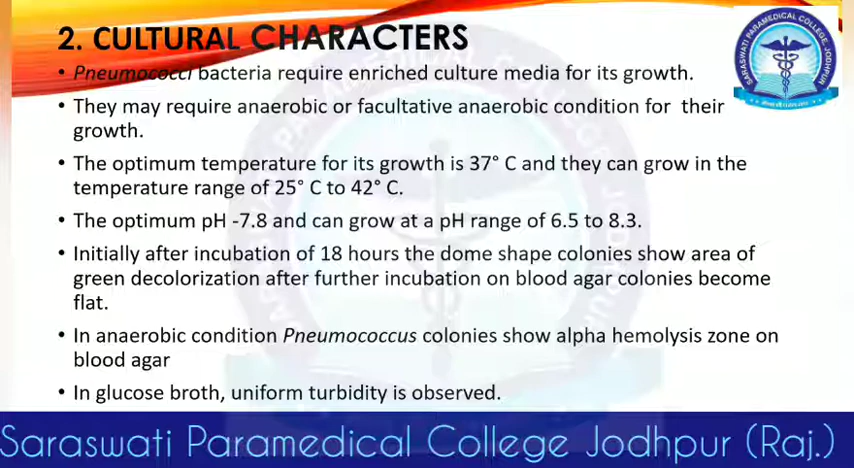 2. CULTURAL CHARACTERS
• Pneumococci bacteria require enriched culture media for its growth.
• They may require anaerobic or facultative anaerobic condition for their
growth.
• The optimum temperature for its growth is 37° C and they can grow in the
temperature range of 25° C to 42° C.
• The optimum pH -7.8 and can grow at a pH range of 6.5 to 8.3.
• Initially after incubation of 18 hours the dome shape colonies show area of
green decolorization after further incubation on blood agar colonies become
flat.
• In anaerobic condition Pneumococcus colonies show alpha hemolysis zone on
blood agar
• In glucose broth, uniform turbidity is observed.
SARASWATI PARAMEDICAL COLLEGE, JODHPUR
Saraswati Paramedical College Jodhpur (Raj.)